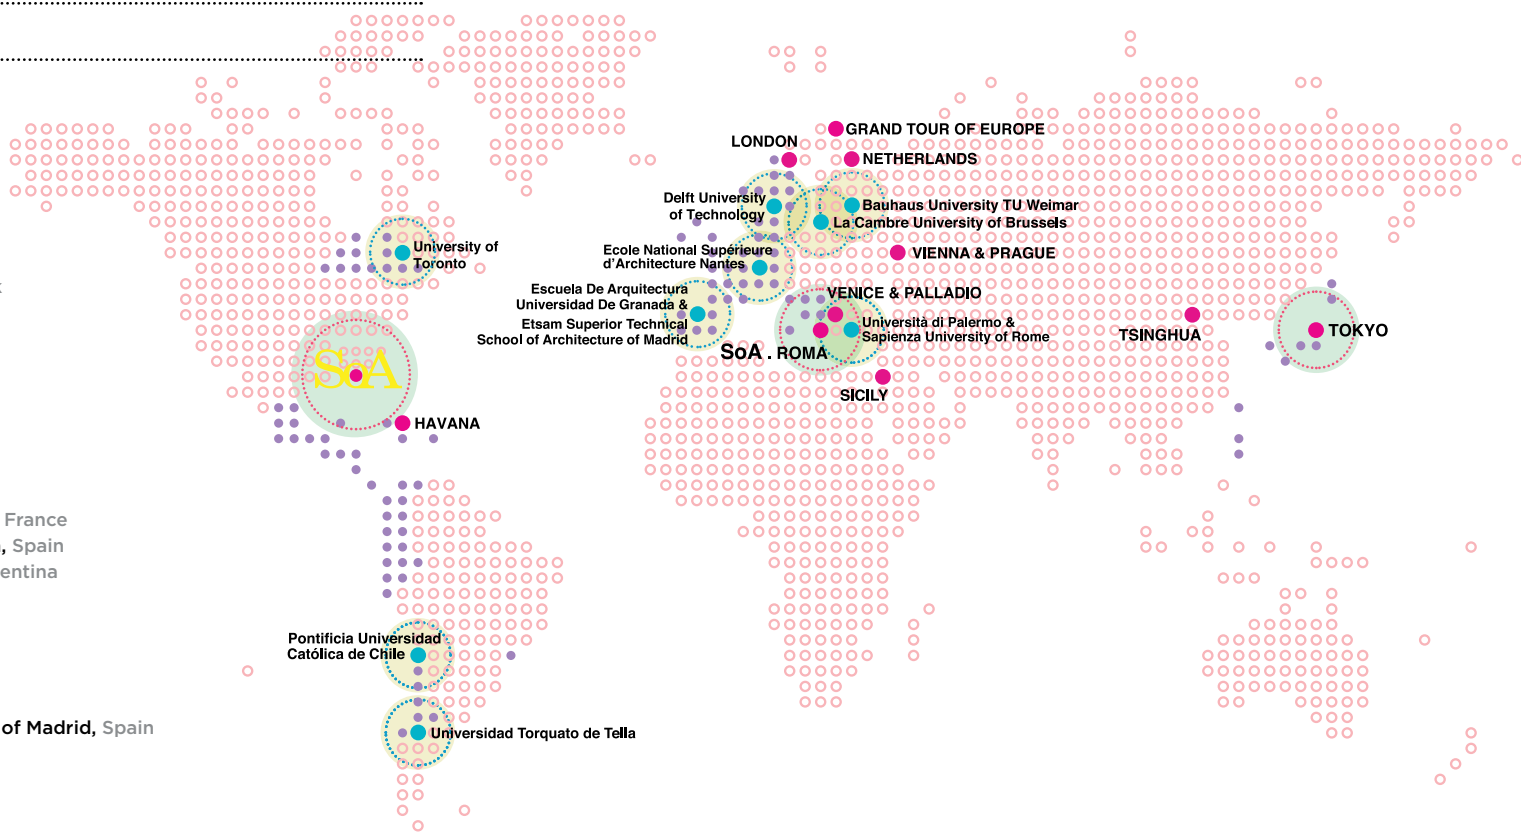 GRAND TOUR OF EUROPE
LONDON
NETHERLANDS
Delft University
of Technology
Bauhaus University TU Weimar
La Cambre University of Brussels
University of
Toronto
Ecole National Supérieure
d'Architecture Nantes
VIENNA & PRAGUE
Escuela De Arquitectura
Universidad De Granada &
Etsam Superior Technical
School of Architecture of Madrid
VENICE & PALLADIO
Università di Palermo &
Sapienza University of Rome
TSINGHUA
TOKYO
SoA . ROMA
SoA
SICILY
HAVANA
France
, Spain
entina
Pontificia Universidad
Católica de Chile
of Madrid, Spain
Universidad Torquato de Tella